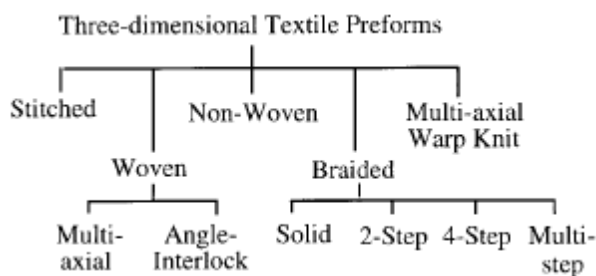 Three-dimensional Textile Preforms
Stitched
Non-Woven
Multi-axial
Warp Knit
Woven
Braided
Multi-
axial
Angle-
Interlock
Solid
2-Step
4-Step
Multi-
step